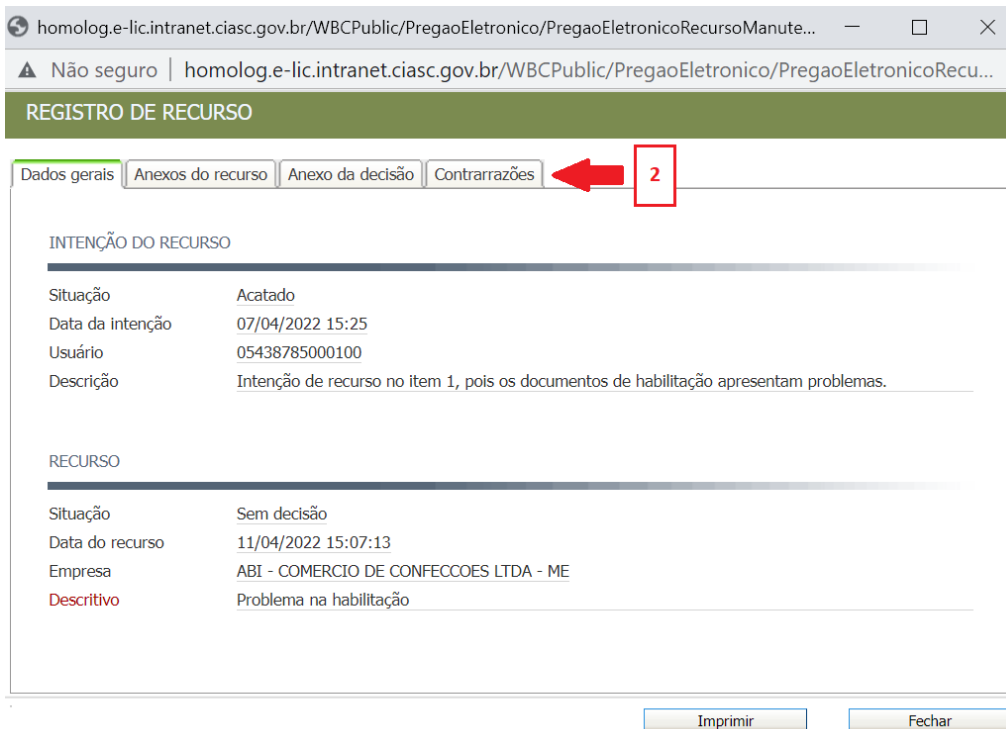 homolog.e-lic.intranet.ciasc.gov.br/WBCPublic/PregaoEletronico/PregaoEletronicoRecursoManute...
Não seguro | homolog.e-lic.intranet.ciasc.gov.br/WBCPublic/PregaoEletronico/PregaoEletronicoRecu...
REGISTRO DE RECURSO
Dados gerais Anexos do recurso Anexo da decisão Contrarrazões 2
INTENÇÃO DO RECURSO
Situação Acatado
Data da intenção 07/04/2022 15:25
Usuário 05438785000100
Descrição Intenção de recurso no item 1, pois os documentos de habilitação apresentam problemas.
RECURSO
Situação Sem decisão
Data do recurso 11/04/2022 15:07:13
Empresa ABI - COMERCIO DE CONFECCOES LTDA - ME
Descritivo Problema na habilitação
Imprimir Fechar